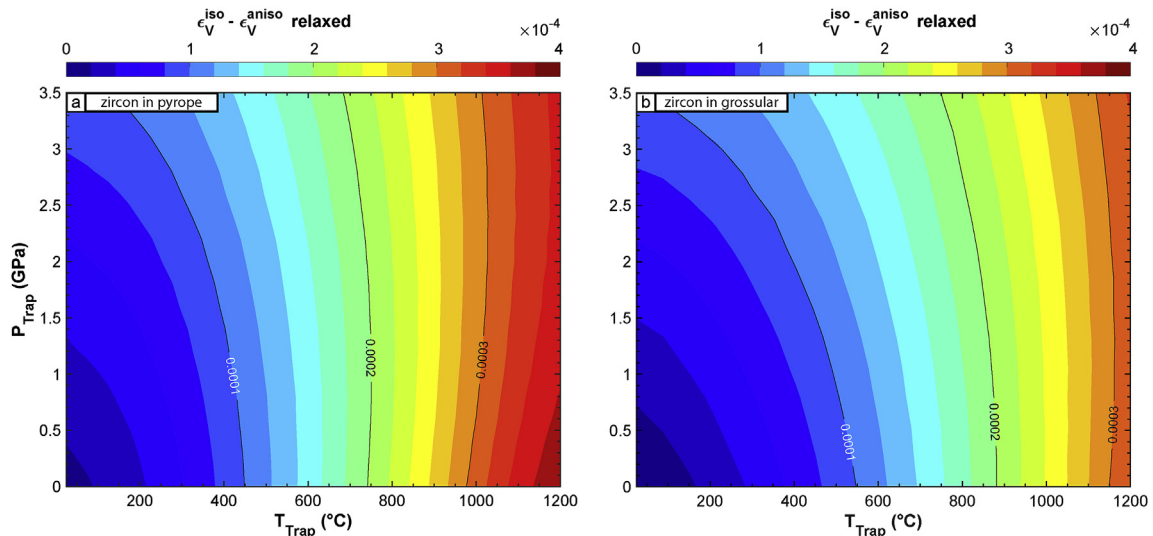 ϵ_V^iso - ϵ_V^aniso relaxed
×10⁻⁴
0 1 2 3 4
a zircon in pyrope
3.5
3
2.5
2
1.5
1
0.5
0
P_Trap (GPa)
0.0001
0.0002
0.0003
200 400 600 800 1000 1200
T_Trap (°C)
ϵ_V^iso - ϵ_V^aniso relaxed
×10⁻⁴
0 1 2 3 4
b zircon in grossular
3.5
3
2.5
2
1.5
1
0.5
0
0.0001
0.0002
0.0003
200 400 600 800 1000 1200
T_Trap (°C)